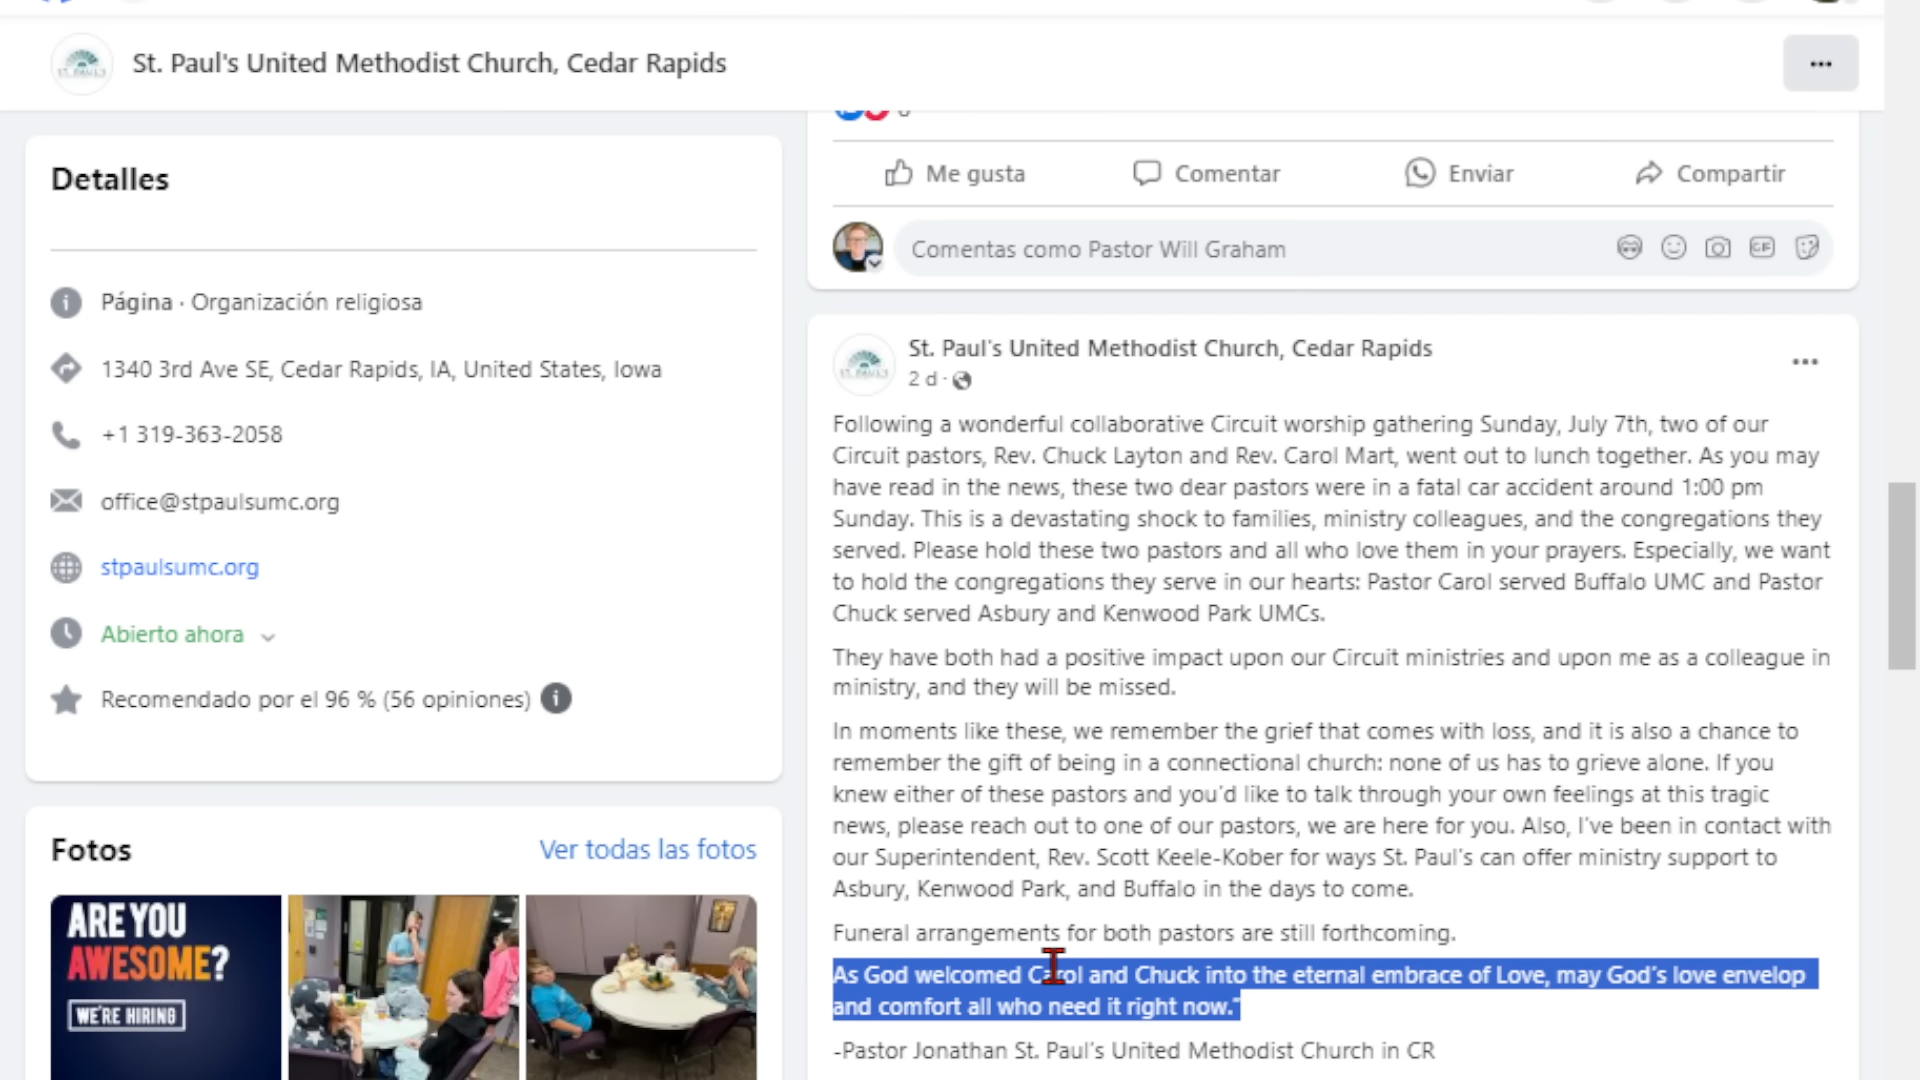 St. Paul's United Methodist Church, Cedar Rapids
...
Detalles
Página · Organización religiosa
1340 3rd Ave SE, Cedar Rapids, IA, United States, Iowa
+1 319-363-2058
office@stpaulsumc.org
stpaulsumc.org
Abierto ahora
Recomendado por el 96 % (56 opiniones)
Fotos
Ver todas las fotos
ARE YOU
AWESOME?
WE'RE HIRING
Me gusta
Comentar
Enviar
Compartir
Comentas como Pastor Will Graham
GIF
St. Paul's United Methodist Church, Cedar Rapids
2 d ·
Following a wonderful collaborative Circuit worship gathering Sunday, July 7th, two of our
Circuit pastors, Rev. Chuck Layton and Rev. Carol Mart, went out to lunch together. As you may
have read in the news, these two dear pastors were in a fatal car accident around 1:00 pm
Sunday. This is a devastating shock to families, ministry colleagues, and the congregations they
served. Please hold these two pastors and all who love them in your prayers. Especially, we want
to hold the congregations they serve in our hearts: Pastor Carol served Buffalo UMC and Pastor
Chuck served Asbury and Kenwood Park UMCs.
They have both had a positive impact upon our Circuit ministries and upon me as a colleague in
ministry, and they will be missed.
In moments like these, we remember the grief that comes with loss, and it is also a chance to
remember the gift of being in a connectional church: none of us has to grieve alone. If you
knew either of these pastors and you'd like to talk through your own feelings at this tragic
news, please reach out to one of our pastors, we are here for you. Also, I've been in contact with
our Superintendent, Rev. Scott Keele-Kober for ways St. Paul's can offer ministry support to
Asbury, Kenwood Park, and Buffalo in the days to come.
Funeral arrangements for both pastors are still forthcoming.
As God welcomed Carol and Chuck into the eternal embrace of Love, may God's love envelop
and comfort all who need it right now."
-Pastor Jonathan St. Paul's United Methodist Church in CR